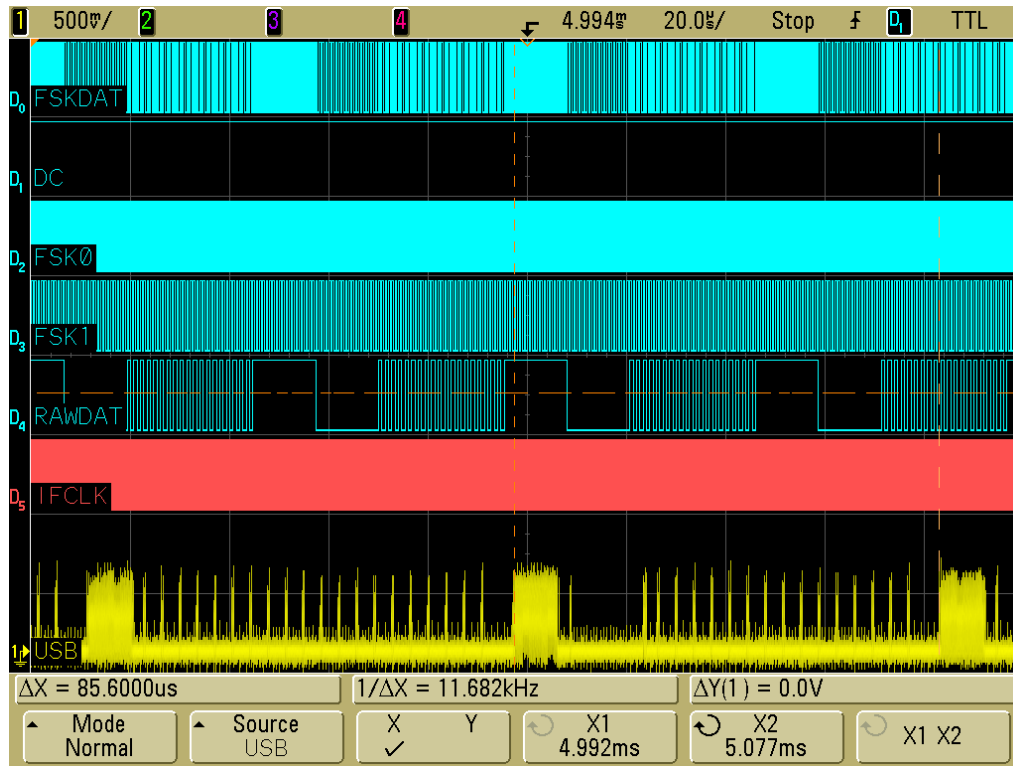 1 500▽/ 2 3 4 4.994㎳ 20.0㎲/ Stop D1 TTL
D0 FSKDAT
D1 DC
D2 FSK0
D3 FSK1
D4 RAWDAT
D5 IFCLK
1 USB
ΔX = 85.6000us 1/ΔX = 11.682kHz ΔY(1) = 0.0V
Mode Source X Y X1 X2 X1 X2
Normal USB ✓ 4.992ms 5.077ms